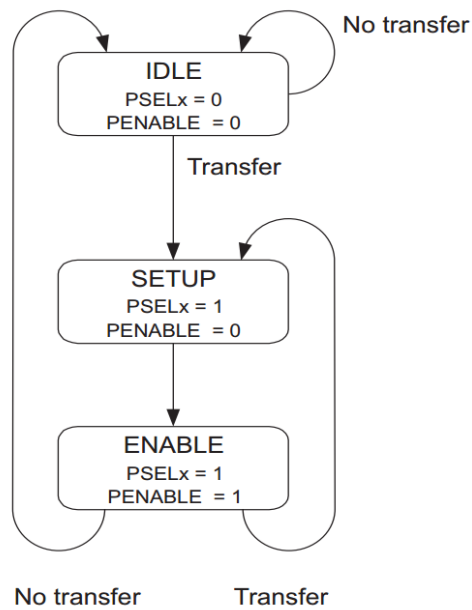 No transfer
IDLE
PSELx = 0
PENABLE = 0
Transfer
SETUP
PSELx = 1
PENABLE = 0
ENABLE
PSELx = 1
PENABLE = 1
No transfer
Transfer